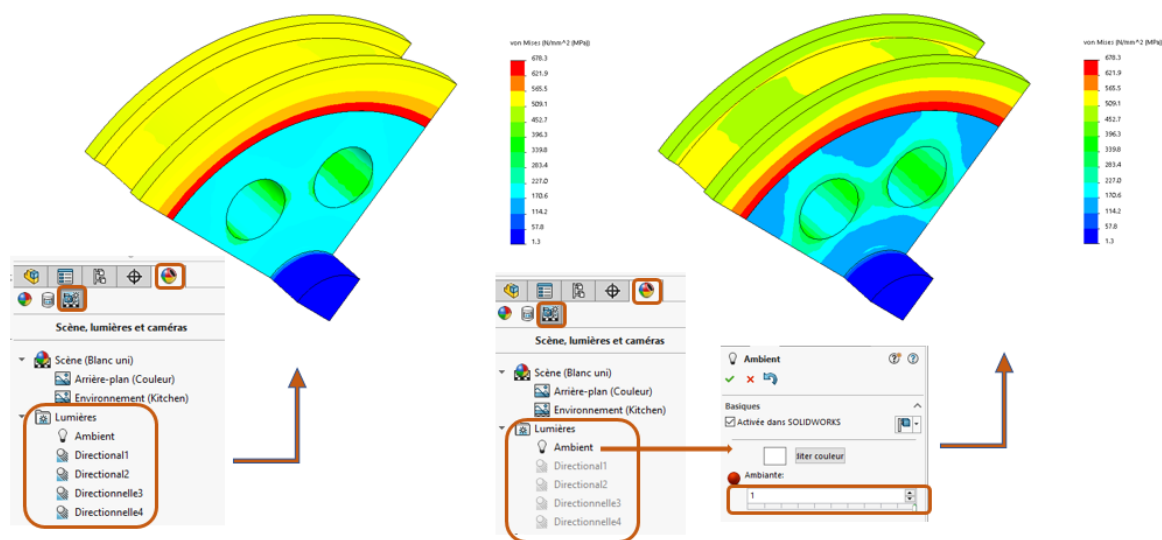 von Mises (N/mm^2 (MPa))
678.3
621.9
565.5
509.1
452.7
396.3
339.8
283.4
227.0
170.6
114.2
57.8
1.3
von Mises (N/mm^2 (MPa))
678.3
621.9
565.5
509.1
452.7
396.3
339.8
283.4
227.0
170.6
114.2
57.8
1.3
Scène, lumières et caméras
Scène (Blanc uni)
Arrière-plan (Couleur)
Environnement (Kitchen)
Lumières
Ambient
Directional1
Directional2
Directionnelle3
Directionnelle4
Scène, lumières et caméras
Scène (Blanc uni)
Arrière-plan (Couleur)
Environnement (Kitchen)
Lumières
Ambient
Directional1
Directional2
Directionnelle3
Directionnelle4
Ambient
Basiques
Activée dans SOLIDWORKS
liter couleur
Ambiante:
1